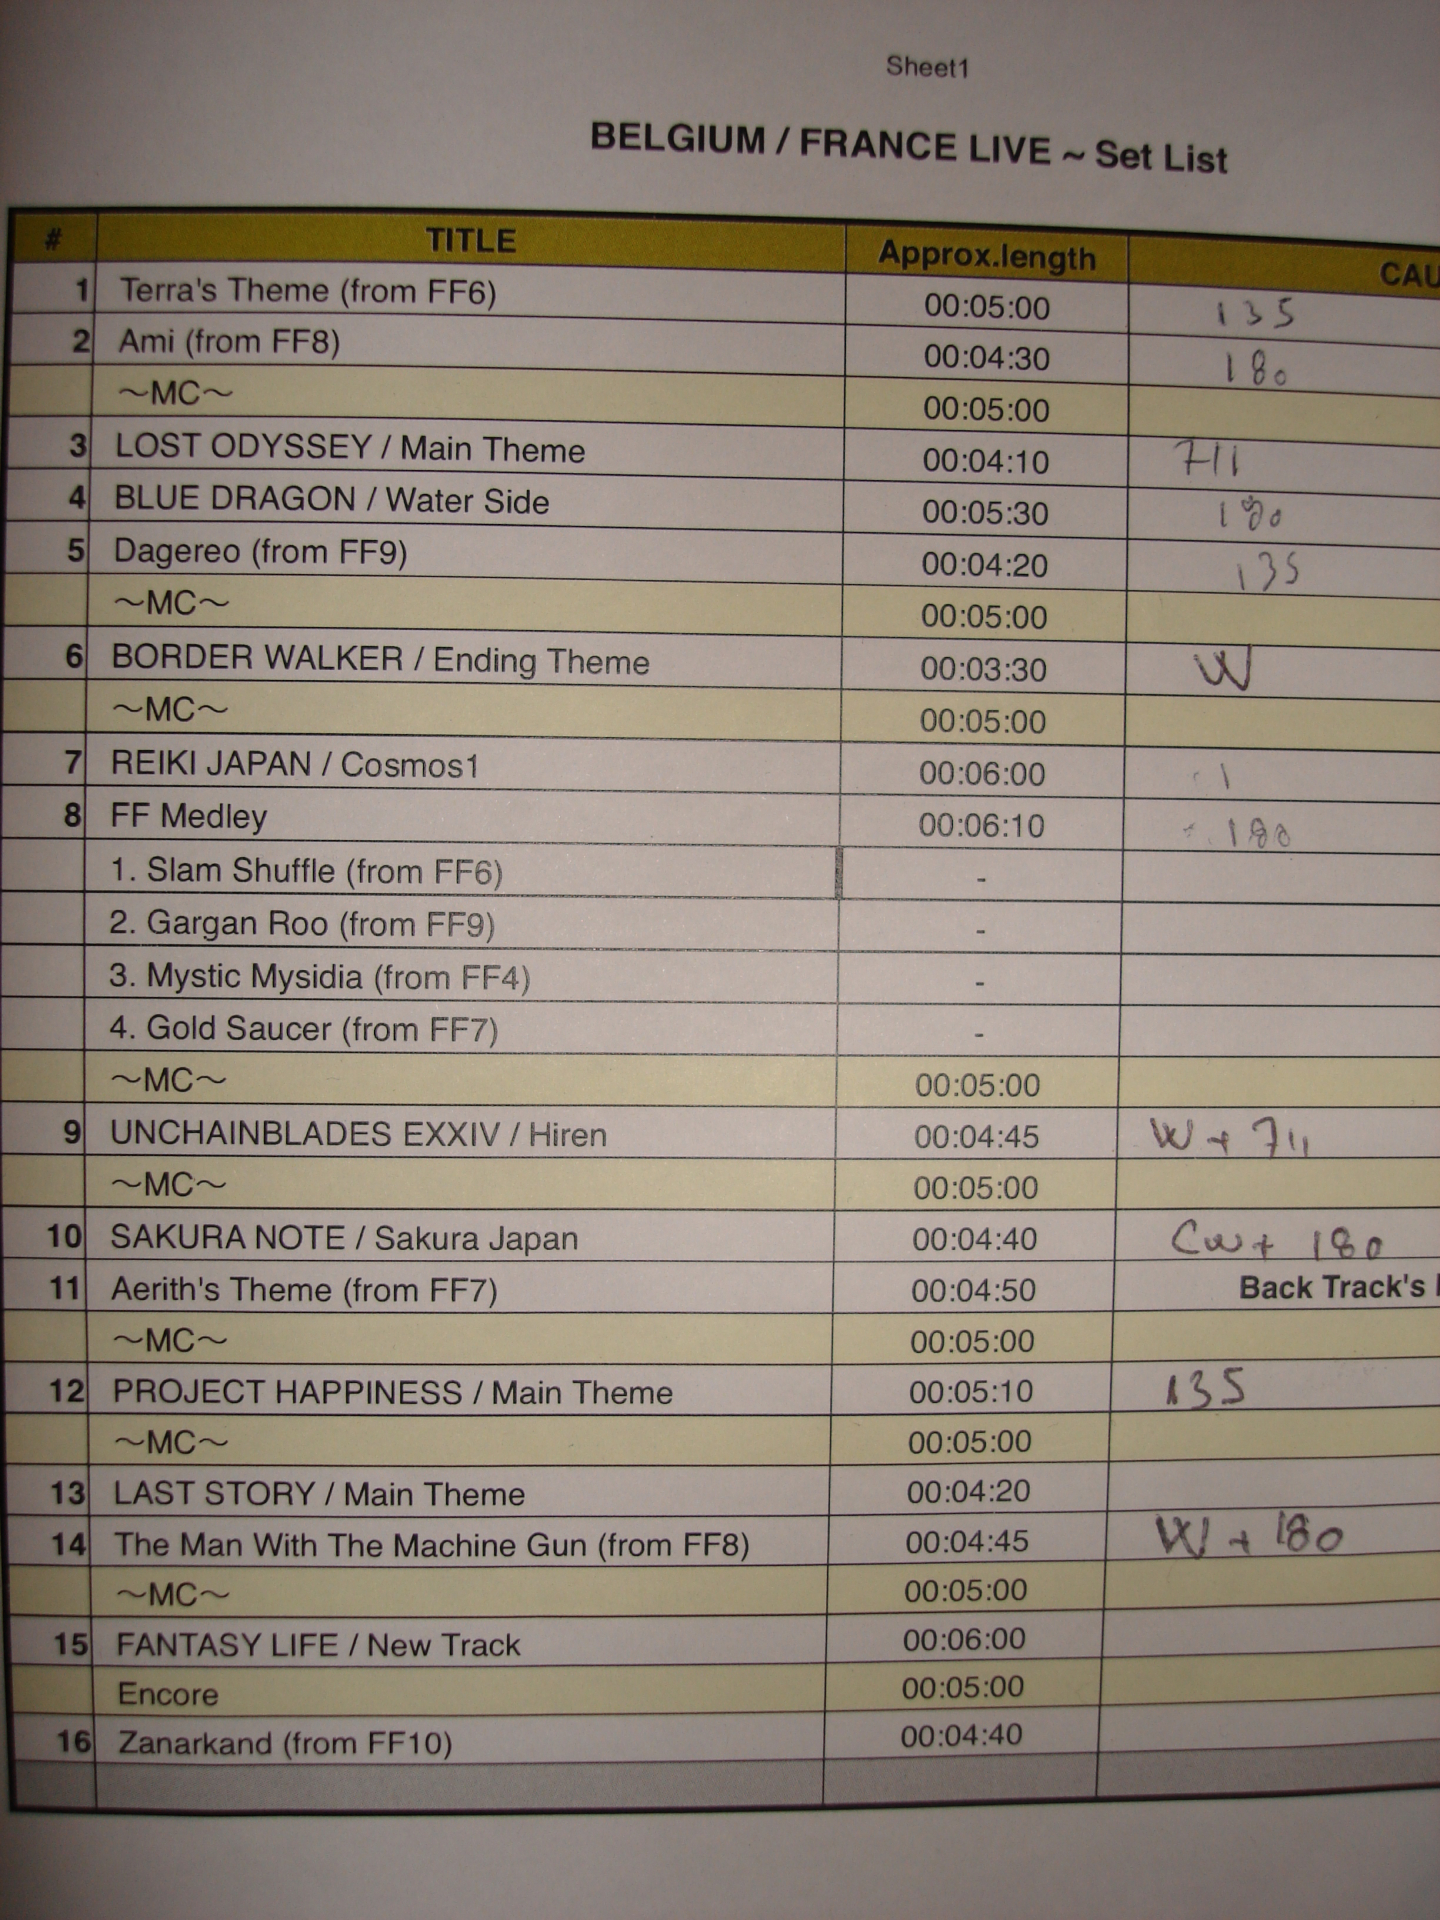 Sheet1
BELGIUM / FRANCE LIVE ~ Set List
# TITLE Approx.length CAU
1 Terra's Theme (from FF6) 00:05:00 135
2 Ami (from FF8) 00:04:30 180
～MC～ 00:05:00
3 LOST ODYSSEY / Main Theme 00:04:10 711
4 BLUE DRAGON / Water Side 00:05:30 180
5 Dagereo (from FF9) 00:04:20 135
～MC～ 00:05:00
6 BORDER WALKER / Ending Theme 00:03:30 W
～MC～ 00:05:00
7 REIKI JAPAN / Cosmos1 00:06:00
8 FF Medley 00:06:10 180
1. Slam Shuffle (from FF6) -
2. Gargan Roo (from FF9) -
3. Mystic Mysidia (from FF4) -
4. Gold Saucer (from FF7) -
～MC～ 00:05:00
9 UNCHAINBLADES EXXIV / Hiren 00:04:45 W + 711
～MC～ 00:05:00
10 SAKURA NOTE / Sakura Japan 00:04:40 Cw + 180
11 Aerith's Theme (from FF7) 00:04:50 Back Track's
～MC～ 00:05:00
12 PROJECT HAPPINESS / Main Theme 00:05:10 135
～MC～ 00:05:00
13 LAST STORY / Main Theme 00:04:20
14 The Man With The Machine Gun (from FF8) 00:04:45 W + 180
～MC～ 00:05:00
15 FANTASY LIFE / New Track 00:06:00
Encore 00:05:00
16 Zanarkand (from FF10) 00:04:40